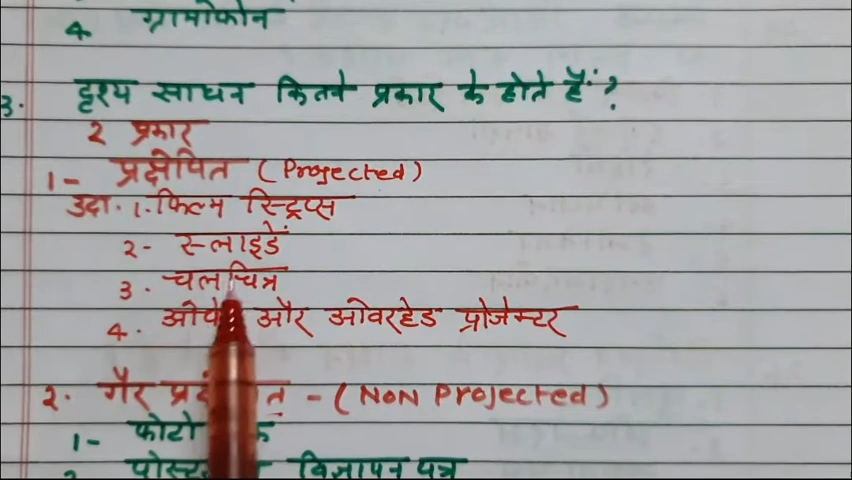 4 ग्रामोफोन
3. दृश्य साधन कितने प्रकार के होते हैं?
2 प्रकार
1- प्रक्षेपित (Projected)
उदा. 1. फिल्म स्ट्रिप्स
2- स्लाइडें
3. चलचित्र
4. और ओवरहेड प्रोजेक्टर
2. गैर - (NON Projected)
1- फोटो
विज्ञापन पत्र